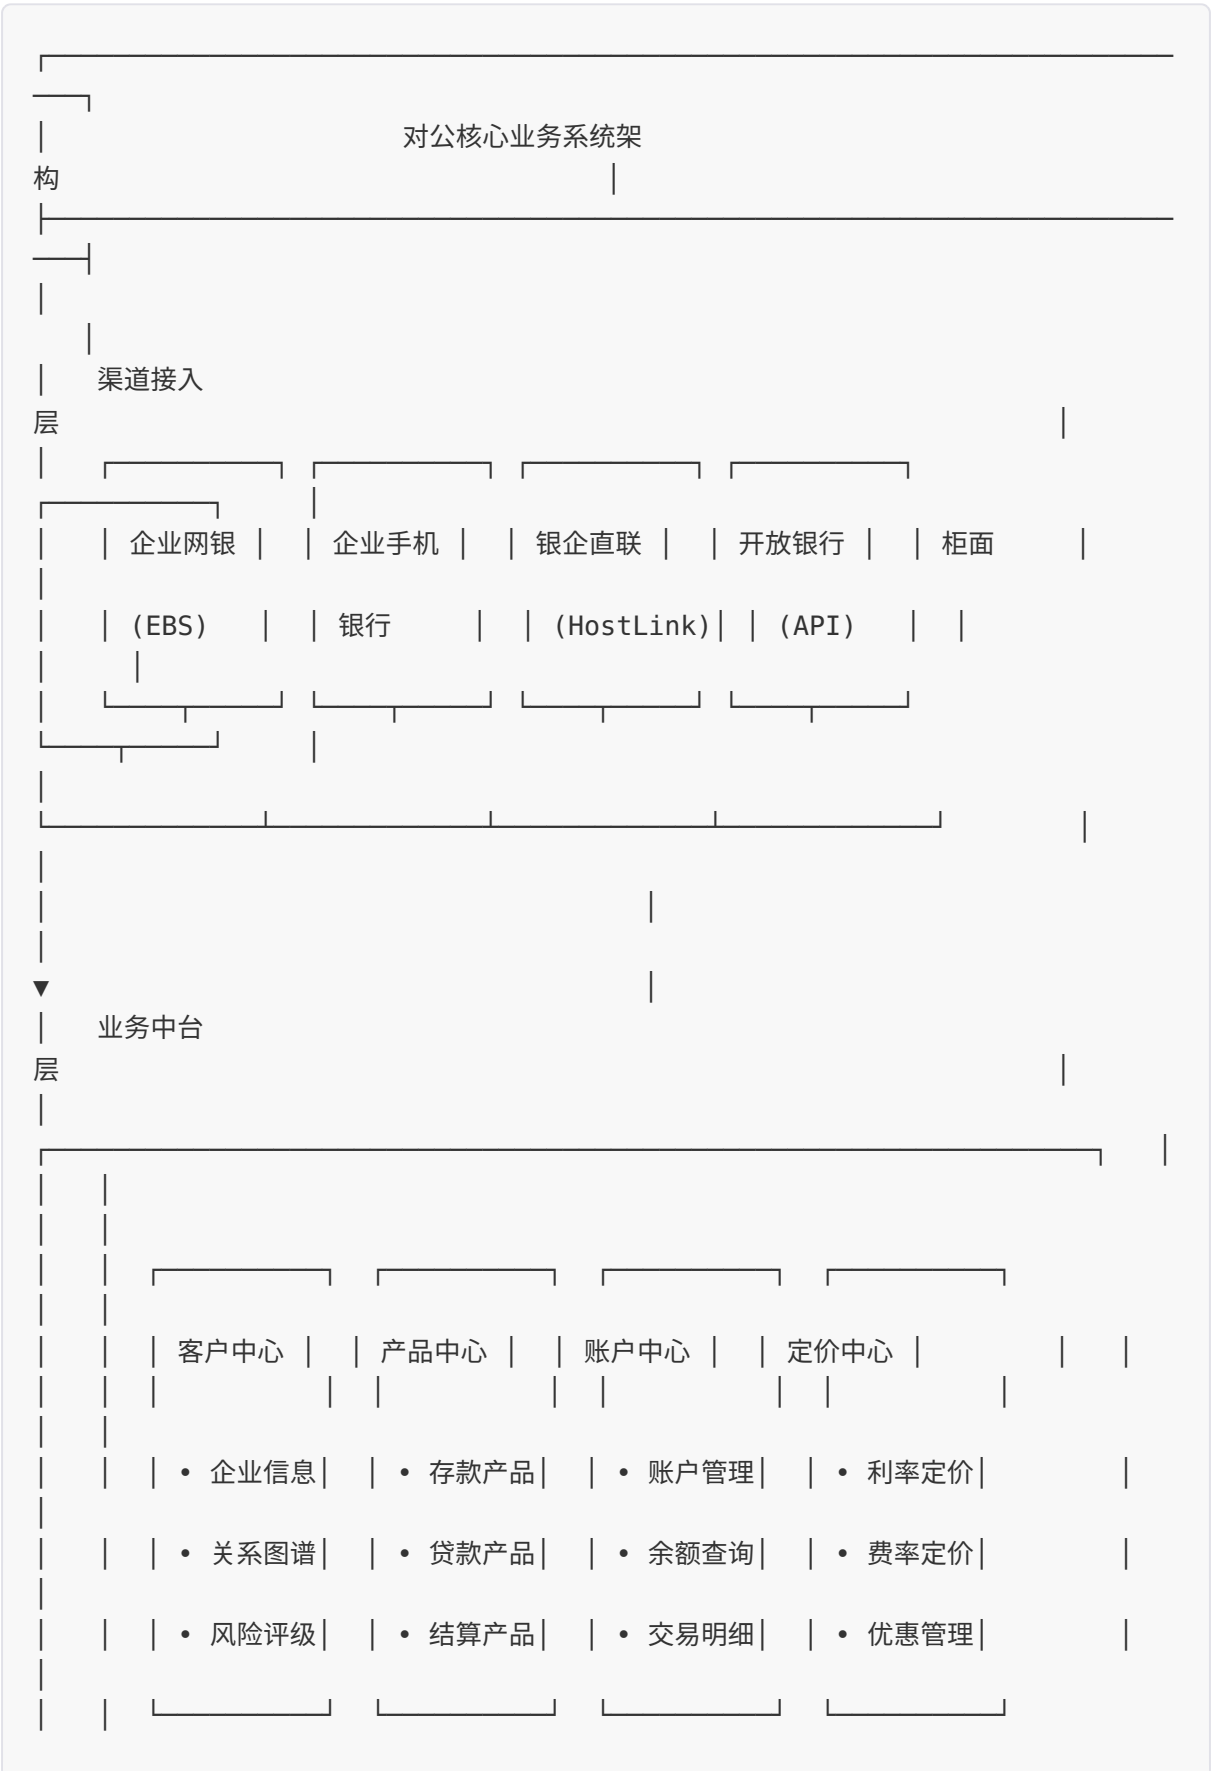 对公核心业务系统架
构
渠道接入
层
企业网银 企业手机 银企直联 开放银行 柜面
(EBS) 银行 (HostLink) (API)
业务中台
层
客户中心 产品中心 账户中心 定价中心
• 企业信息 • 存款产品 • 账户管理 • 利率定价
• 关系图谱 • 贷款产品 • 余额查询 • 费率定价
• 风险评级 • 结算产品 • 交易明细 • 优惠管理